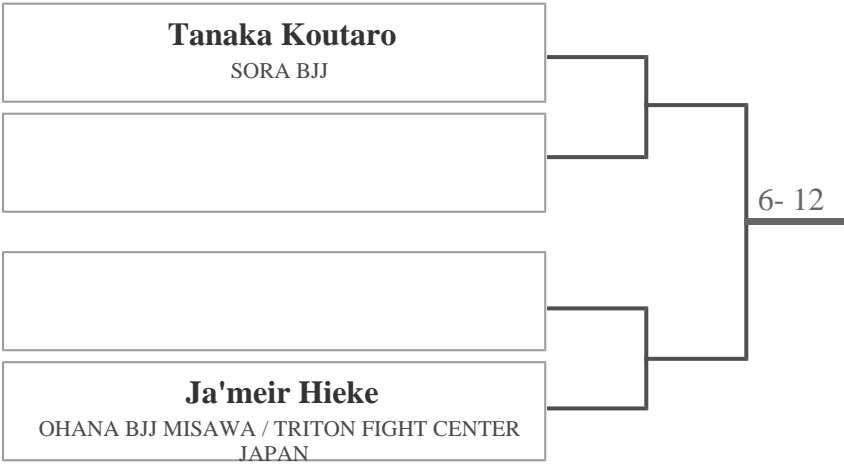 Tanaka Koutaro
SORA BJJ
6- 12
Ja'meir Hieke
OHANA BJJ MISAWA / TRITON FIGHT CENTER
JAPAN